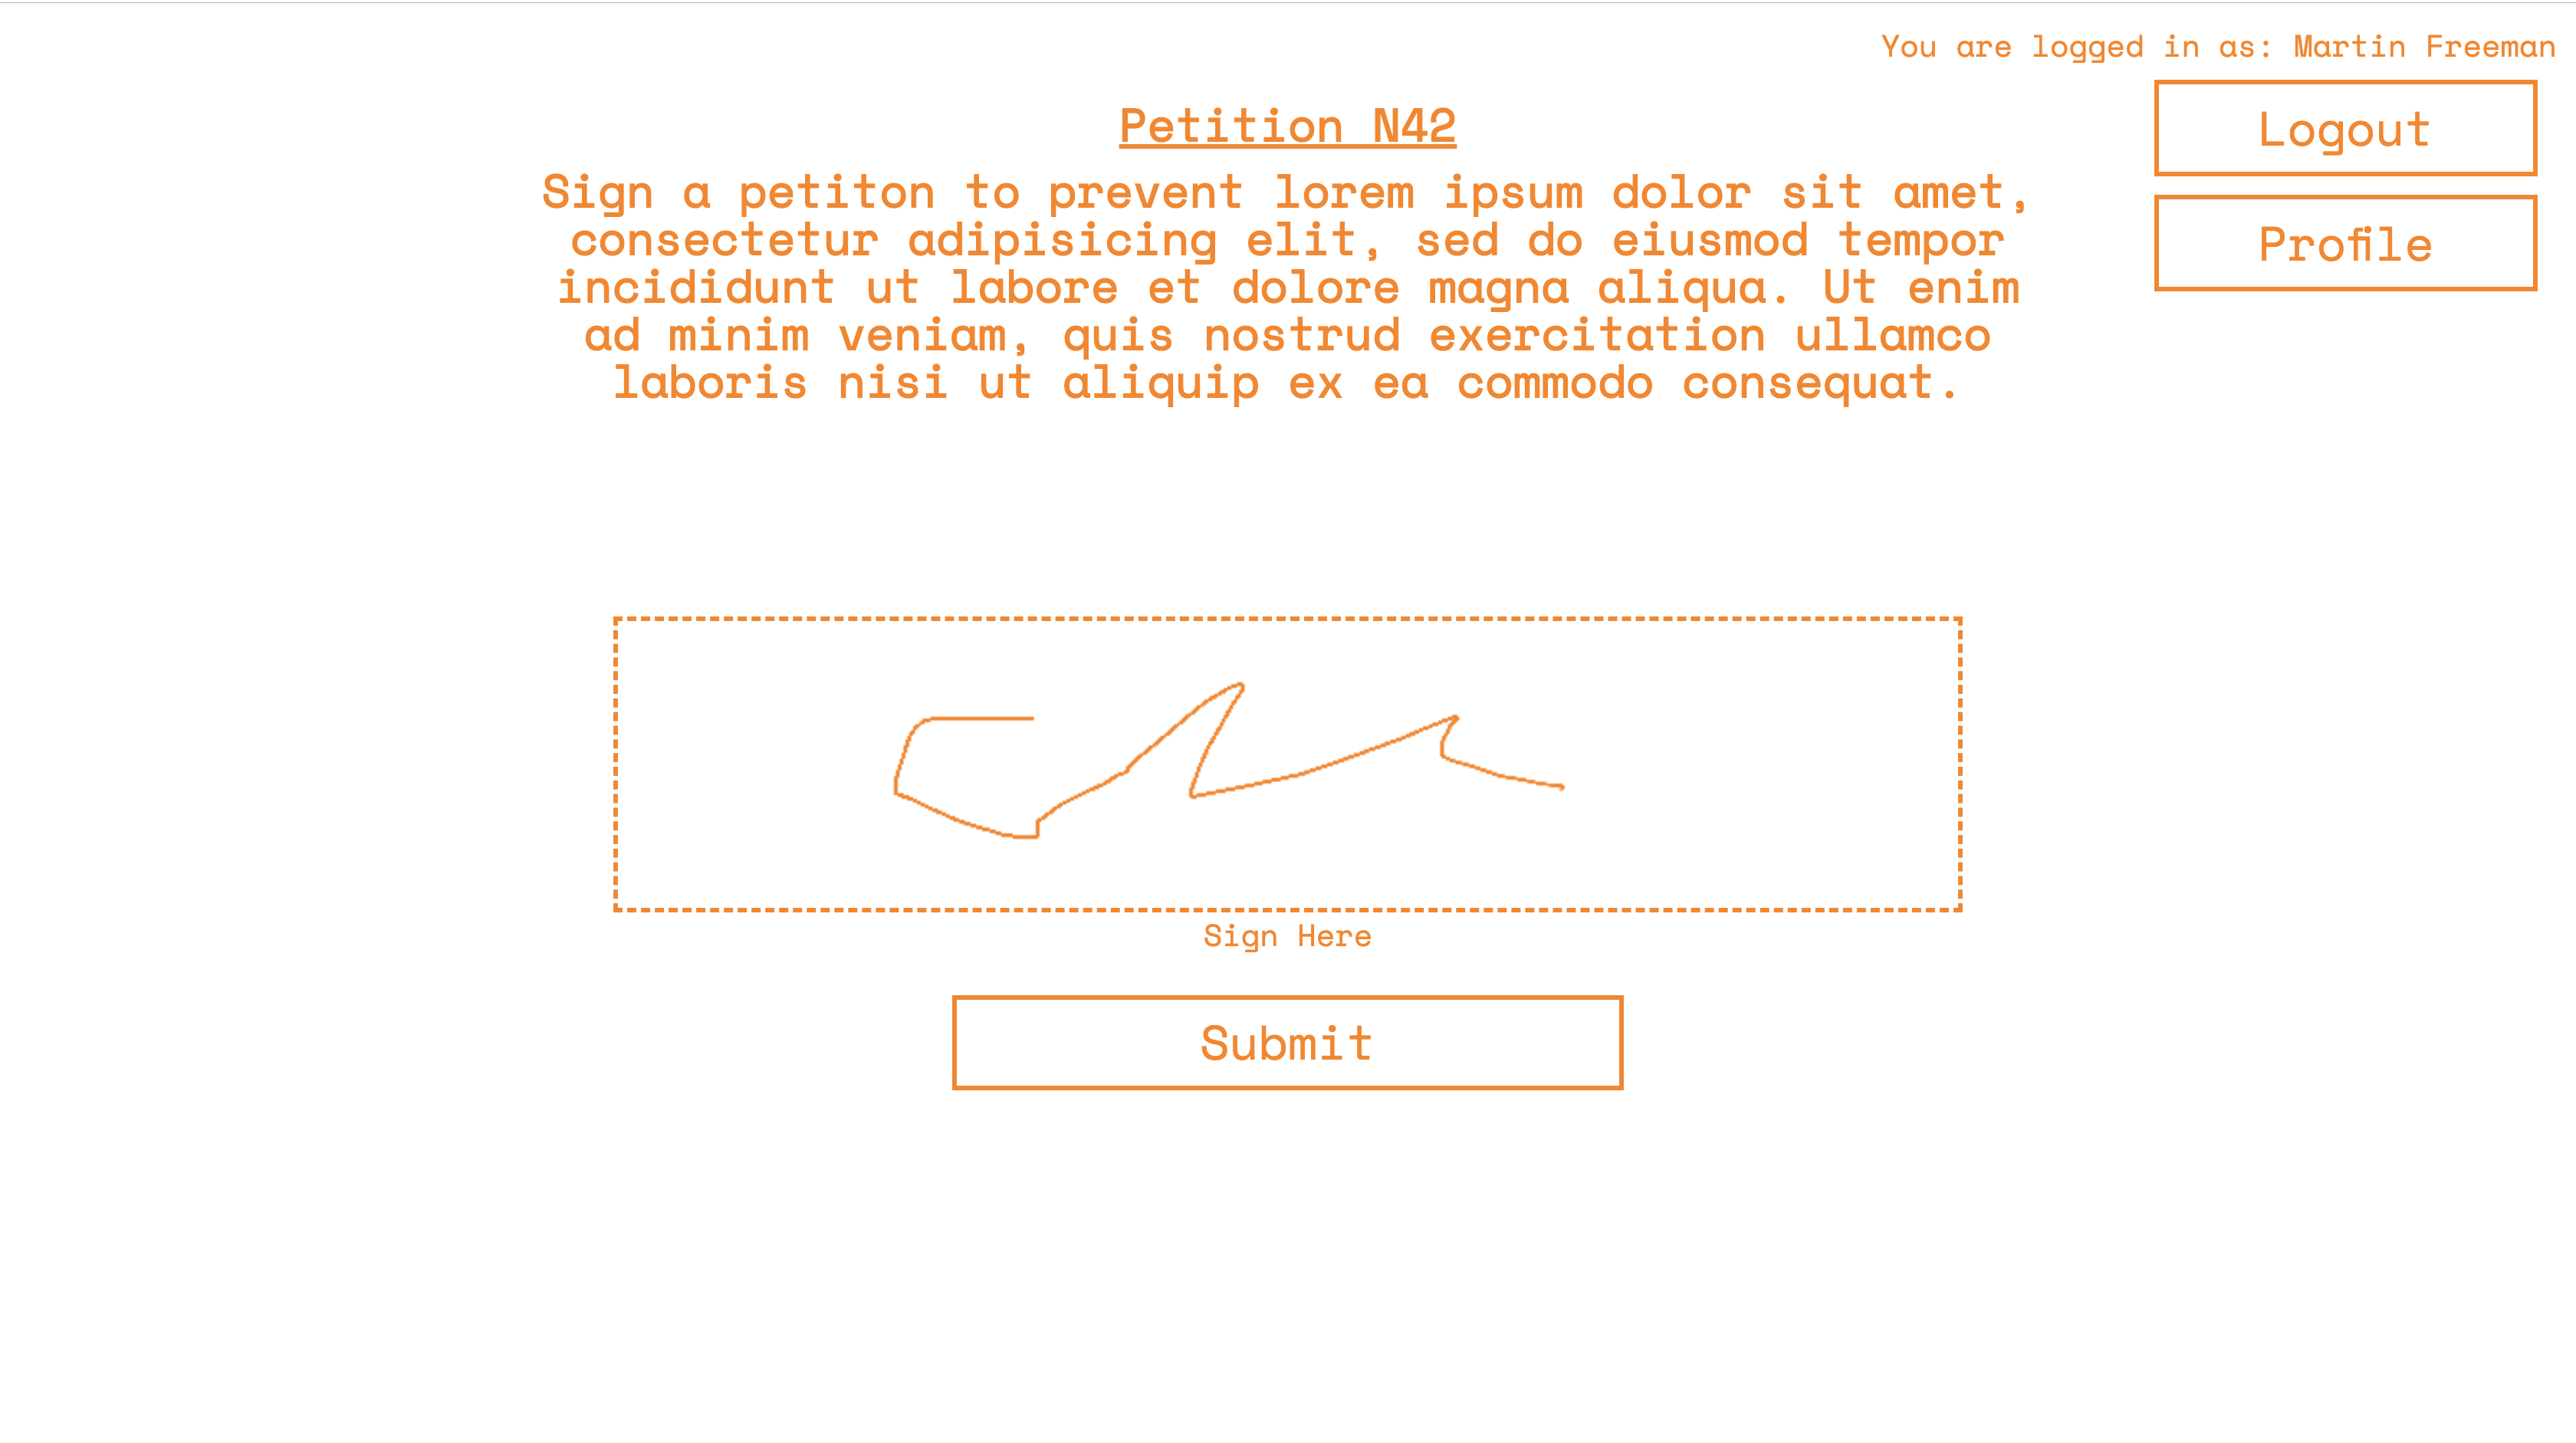 You are logged in as: Martin Freeman
Logout
Profile
Petition N42
Sign a petiton to prevent lorem ipsum dolor sit amet,
consectetur adipisicing elit, sed do eiusmod tempor
incididunt ut labore et dolore magna aliqua. Ut enim
ad minim veniam, quis nostrud exercitation ullamco
laboris nisi ut aliquip ex ea commodo consequat.
Sign Here
Submit